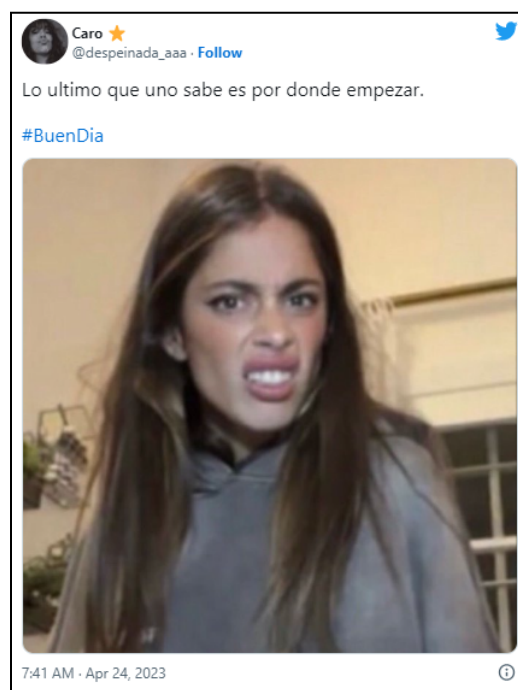 Caro
@despeinada_aaa · Follow
Lo ultimo que uno sabe es por donde empezar.
#BuenDia
7:41 AM · Apr 24, 2023